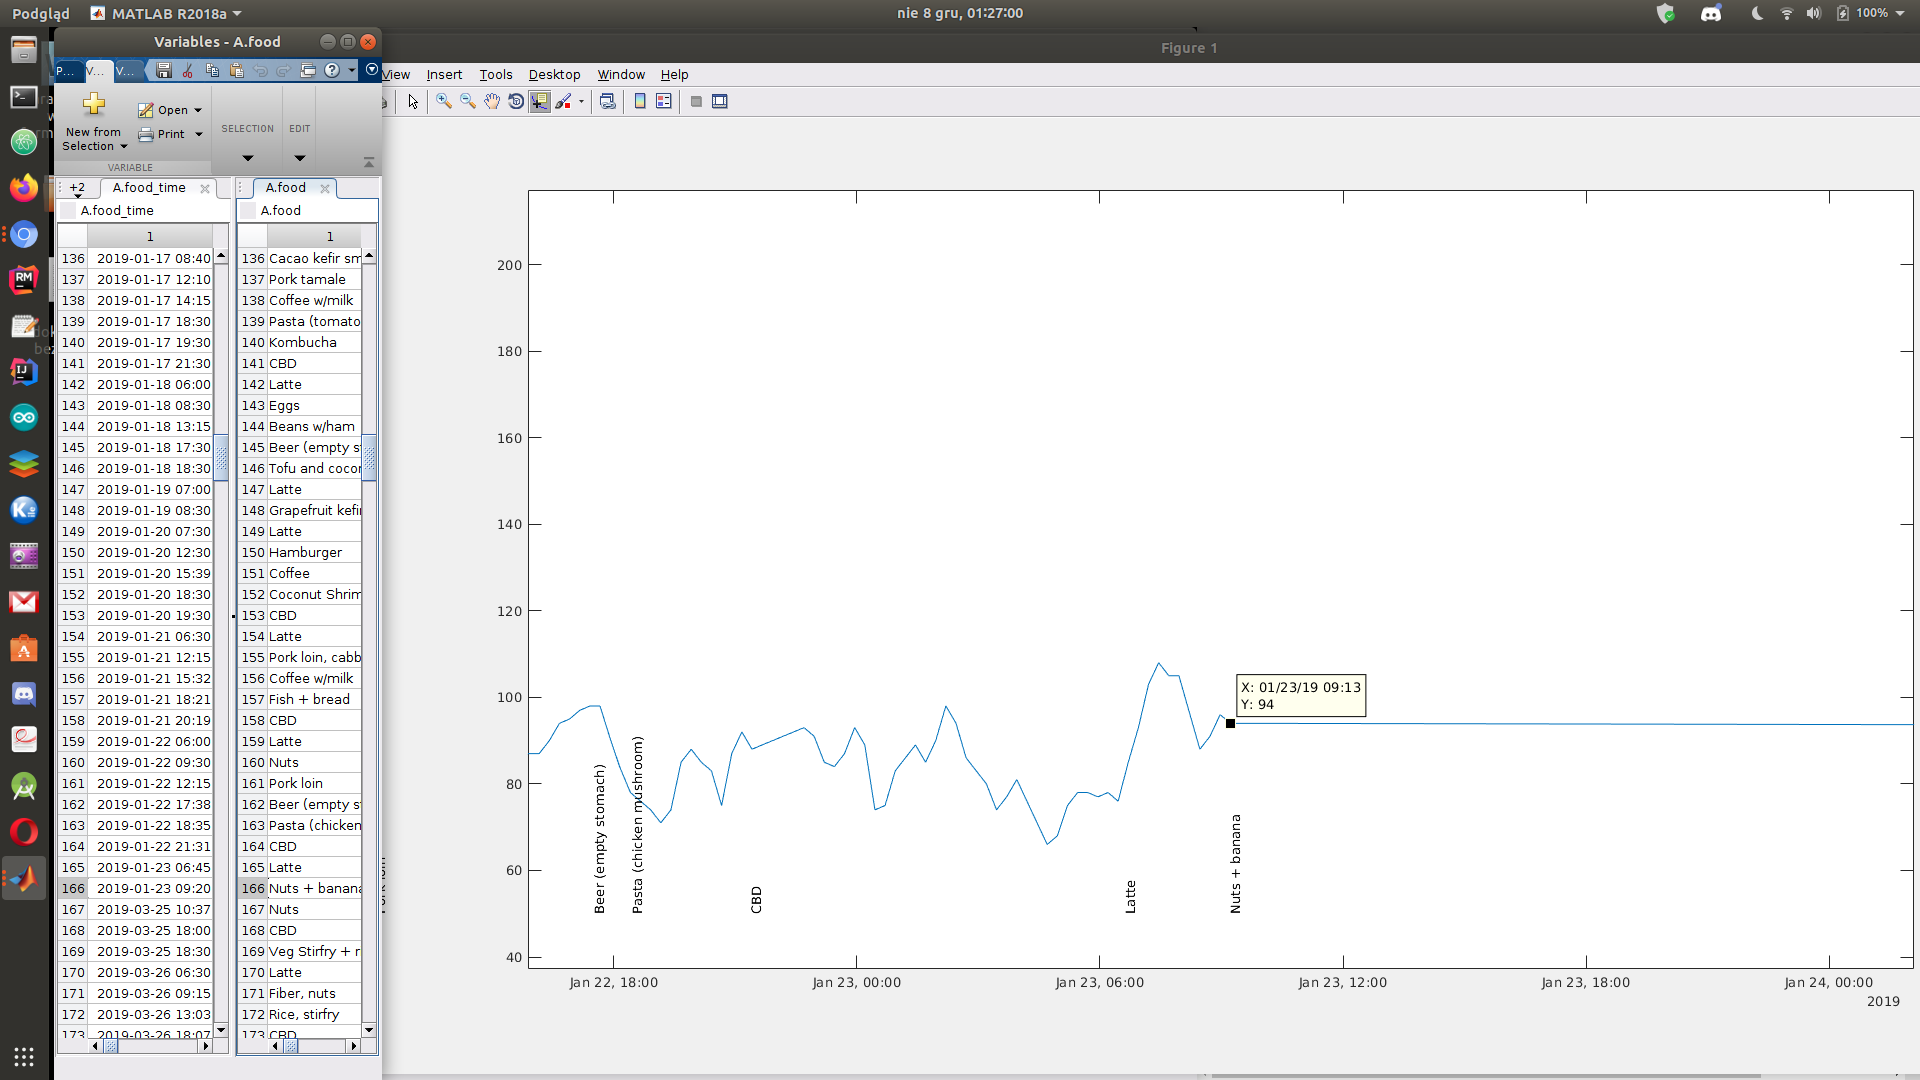 Podgląd MATLAB R2018a nie 8 gru, 01:27:00 100%
Variables - A.food
Figure 1
P... V... V...
View Insert Tools Desktop Window Help
New from Selection
Open
Print
SELECTION EDIT
VARIABLE
+2 A.food_time A.food
A.food_time A.food
1 1
136 2019-01-17 08:40 136 Cacao kefir sm
137 2019-01-17 12:10 137 Pork tamale
138 2019-01-17 14:15 138 Coffee w/milk
139 2019-01-17 18:30 139 Pasta (tomato
140 2019-01-17 19:30 140 Kombucha
141 2019-01-17 21:30 141 CBD
142 2019-01-18 06:00 142 Latte
143 2019-01-18 08:30 143 Eggs
144 2019-01-18 13:15 144 Beans w/ham
145 2019-01-18 17:30 145 Beer (empty st
146 2019-01-18 18:30 146 Tofu and cocon
147 2019-01-19 07:00 147 Latte
148 2019-01-19 08:30 148 Grapefruit kefir
149 2019-01-20 07:30 149 Latte
150 2019-01-20 12:30 150 Hamburger
151 2019-01-20 15:39 151 Coffee
152 2019-01-20 18:30 152 Coconut Shrim
153 2019-01-20 19:30 153 CBD
154 2019-01-21 06:30 154 Latte
155 2019-01-21 12:15 155 Pork loin, cabb
156 2019-01-21 15:32 156 Coffee w/milk
157 2019-01-21 18:21 157 Fish + bread
158 2019-01-21 20:19 158 CBD
159 2019-01-22 06:00 159 Latte
160 2019-01-22 09:30 160 Nuts
161 2019-01-22 12:15 161 Pork loin
162 2019-01-22 17:38 162 Beer (empty st
163 2019-01-22 18:35 163 Pasta (chicken
164 2019-01-22 21:31 164 CBD
165 2019-01-23 06:45 165 Latte
166 2019-01-23 09:20 166 Nuts + banana
167 2019-03-25 10:37 167 Nuts
168 2019-03-25 18:00 168 CBD
169 2019-03-25 18:30 169 Veg Stirfry + r
170 2019-03-26 06:30 170 Latte
171 2019-03-26 09:15 171 Fiber, nuts
172 2019-03-26 13:03 172 Rice, stirfry
173 2019-03-26 18:07 173 CBD
200
180
160
140
120
100
80
60
40
X: 01/23/19 09:13
Y: 94
Pork loin
Beer (empty stomach)
Pasta (chicken mushroom)
CBD
Latte
Nuts + banana
Jan 22, 18:00 Jan 23, 00:00 Jan 23, 06:00 Jan 23, 12:00 Jan 23, 18:00 Jan 24, 00:00
2019